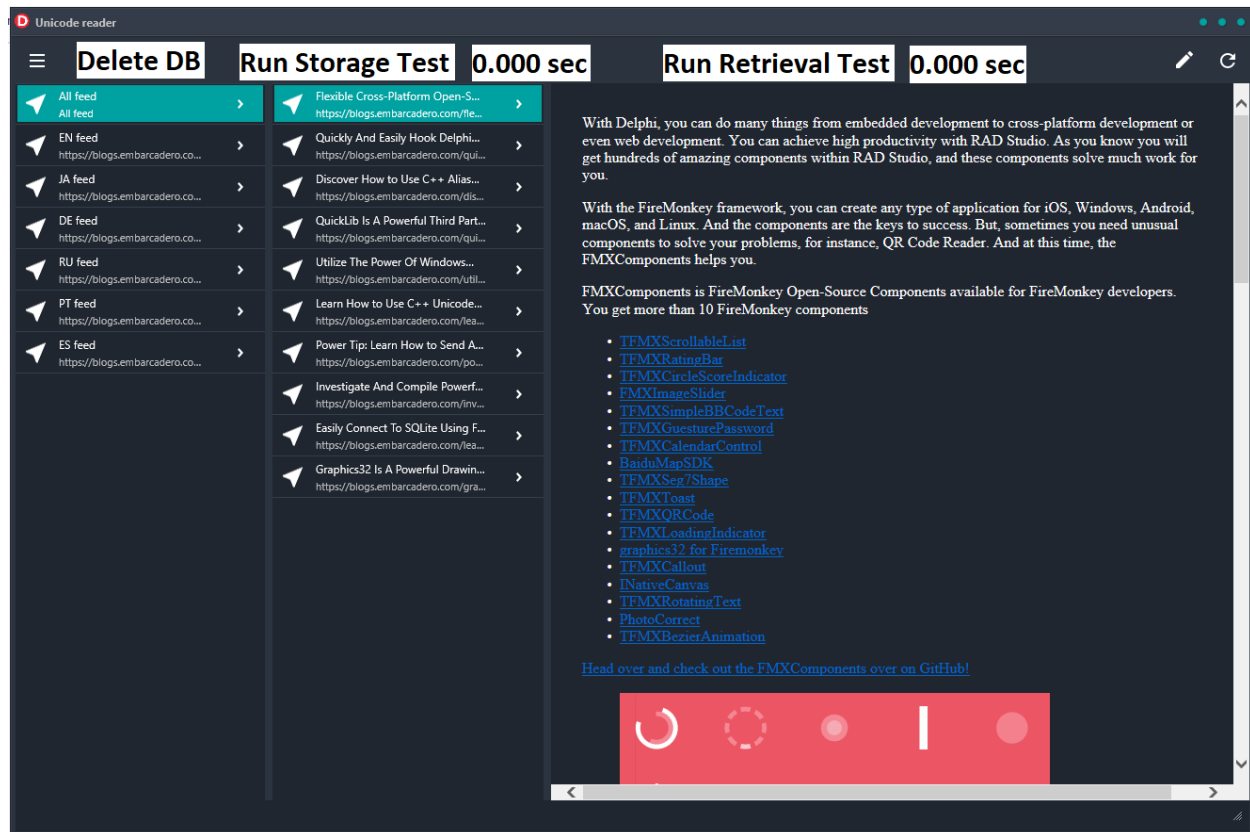 Unicode reader
Delete DB
Run Storage Test
0.000 sec
Run Retrieval Test
0.000 sec
All feed
All feed
EN feed
https://blogs.embarcadero.co...
JA feed
https://blogs.embarcadero.co...
DE feed
https://blogs.embarcadero.co...
RU feed
https://blogs.embarcadero.co...
PT feed
https://blogs.embarcadero.co...
ES feed
https://blogs.embarcadero.co...
Flexible Cross-Platform Open-S...
https://blogs.embarcadero.com/fle...
Quickly And Easily Hook Delphi...
https://blogs.embarcadero.com/qui...
Discover How to Use C++ Alias...
https://blogs.embarcadero.com/dis...
QuickLib Is A Powerful Third Part...
https://blogs.embarcadero.com/qui...
Utilize The Power Of Windows...
https://blogs.embarcadero.com/util...
Learn How to Use C++ Unicode...
https://blogs.embarcadero.com/lea...
Power Tip: Learn How to Send A...
https://blogs.embarcadero.com/po...
Investigate And Compile Powerf...
https://blogs.embarcadero.com/inv...
Easily Connect To SQLite Using F...
https://blogs.embarcadero.com/lea...
Graphics32 Is A Powerful Drawin...
https://blogs.embarcadero.com/gra...
With Delphi, you can do many things from embedded development to cross-platform development or
even web development. You can achieve high productivity with RAD Studio. As you know you will
get hundreds of amazing components within RAD Studio, and these components solve much work for
you.
With the FireMonkey framework, you can create any type of application for iOS, Windows, Android,
macOS, and Linux. And the components are the keys to success. But, sometimes you need unusual
components to solve your problems, for instance, QR Code Reader. And at this time, the
FMXComponents helps you.
FMXComponents is FireMonkey Open-Source Components available for FireMonkey developers.
You get more than 10 FireMonkey components
• TFMXScrollableList
• TFMXRatingBar
• TFMXCircleScoreIndicator
• FMXImageSlider
• TFMXSimpleBBCodeText
• TFMXGuesturePassword
• TFMXCalendarControl
• BaiduMapSDK
• TFMXSeg7Shape
• TFMXToast
• TFMXQRCode
• TFMXLoadingIndicator
• graphics32 for Firemonkey
• TFMXCallout
• INativeCanvas
• TFMXRotatingText
• PhotoCorrect
• TFMXBezierAnimation
Head over and check out the FMXComponents over on GitHub!